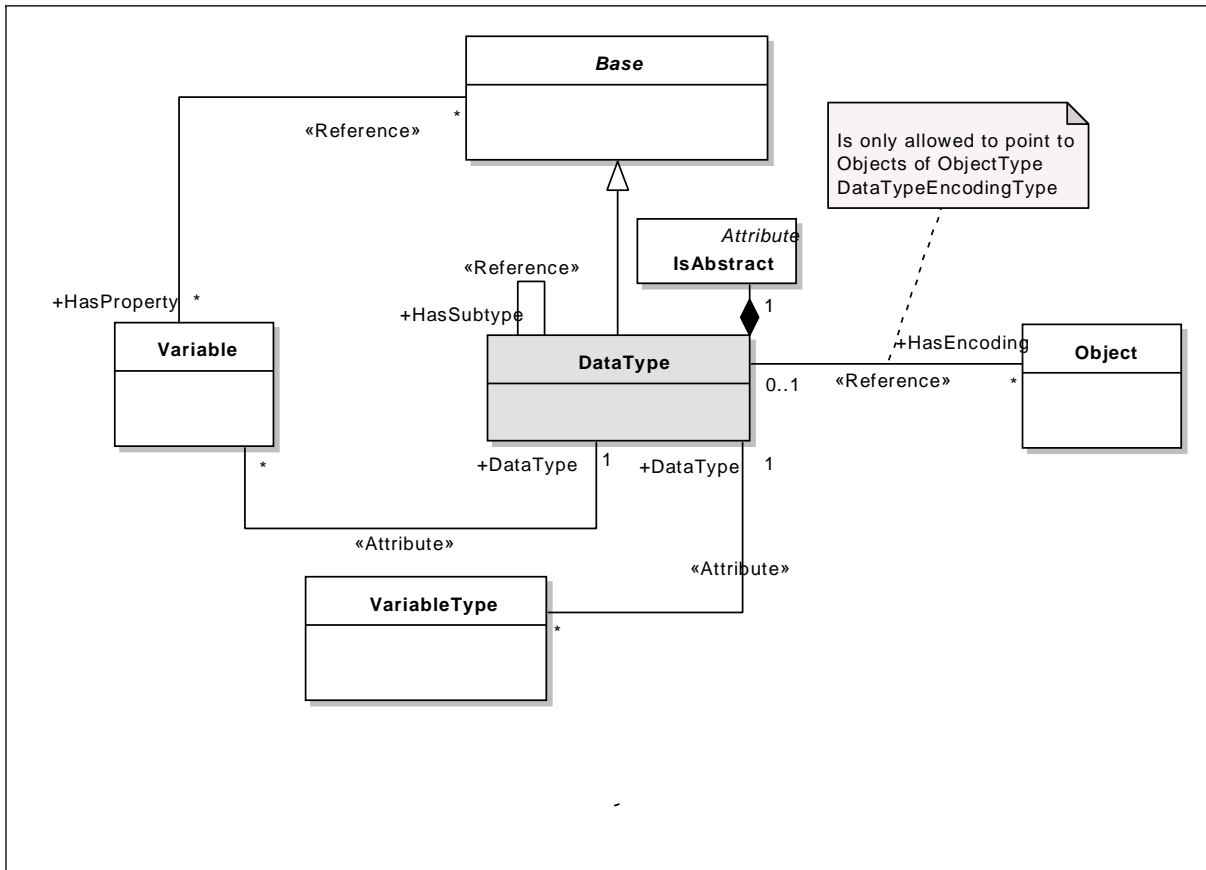 Base
«Reference»
*
Is only allowed to point to
Objects of ObjectType
DataTypeEncodingType
Attribute
IsAbstract
1
«Reference»
+HasSubtype
+HasProperty
*
Variable
*
DataType
+HasEncoding
0..1
«Reference»
*
Object
+DataType
1
+DataType
1
«Attribute»
«Attribute»
VariableType
*